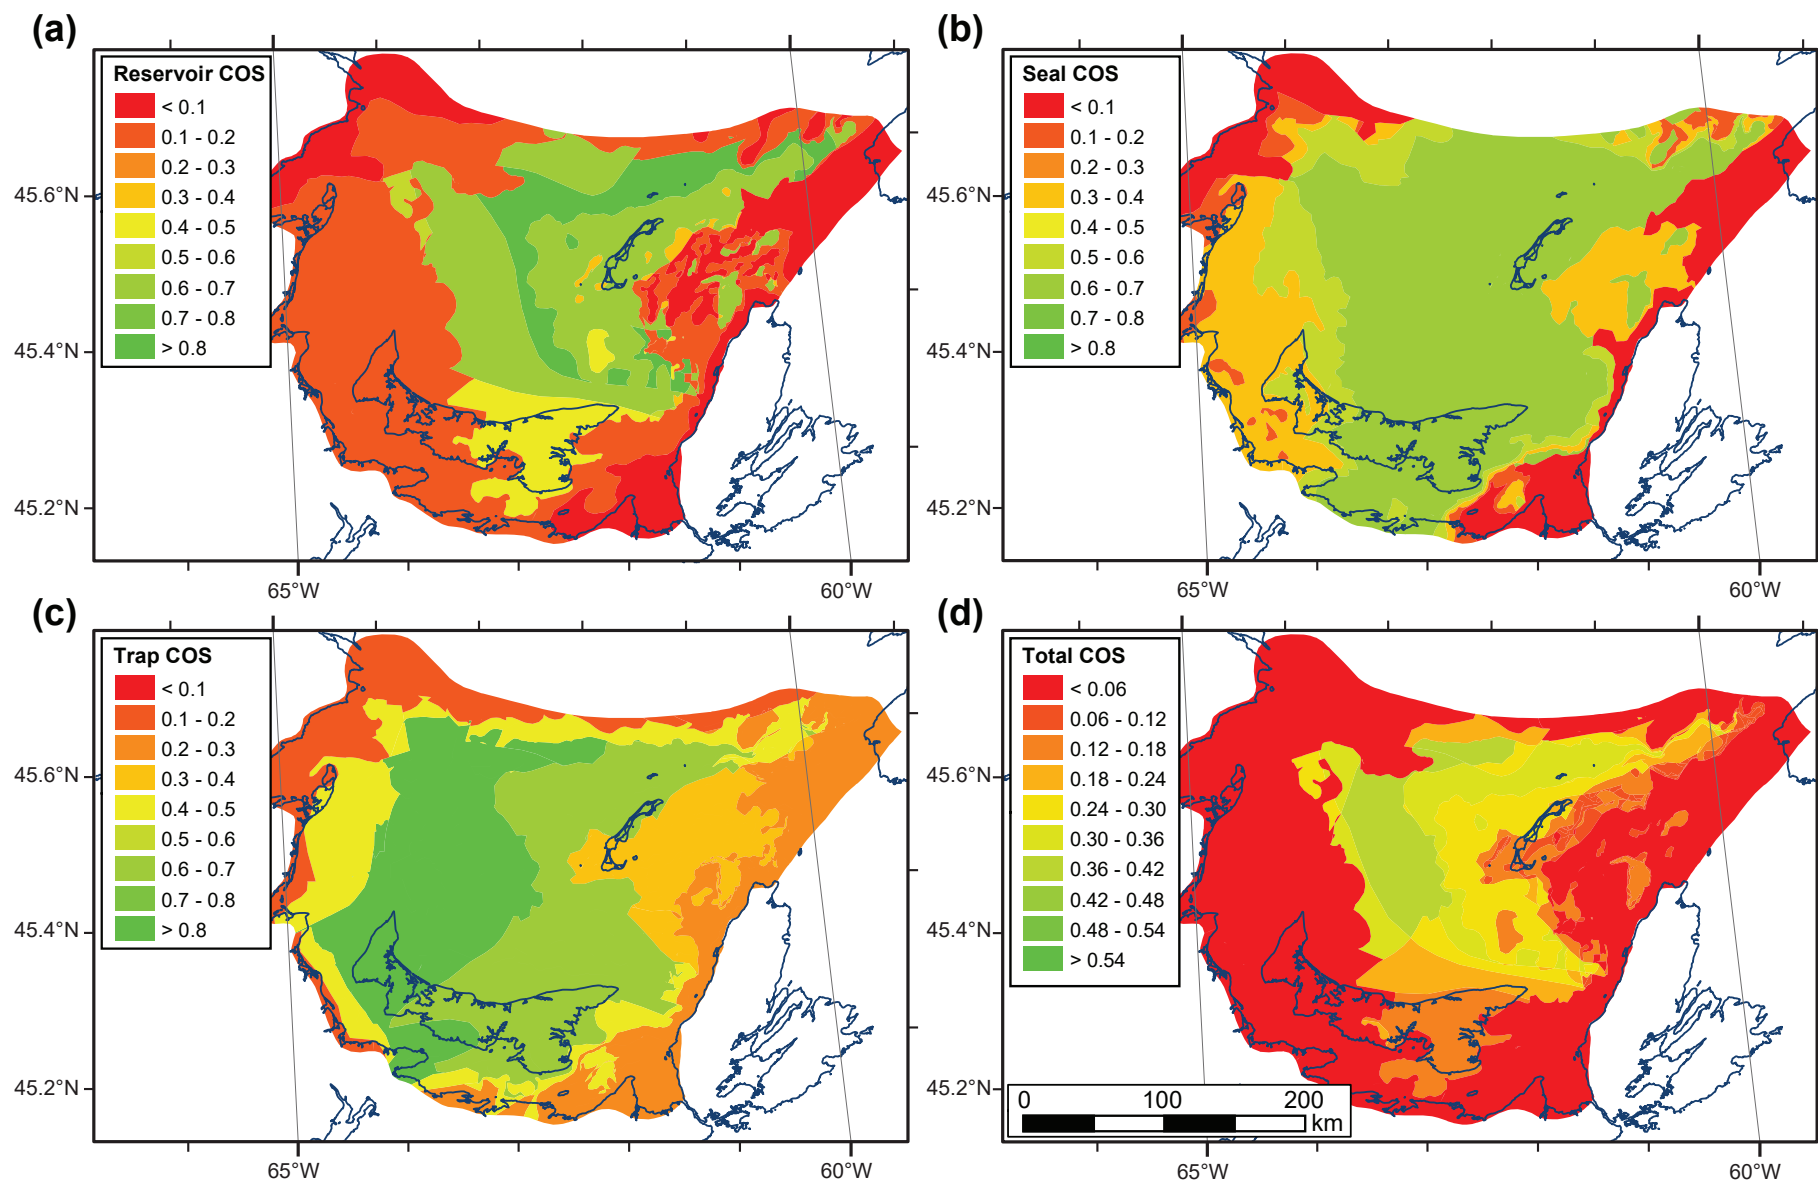 (a)
Reservoir COS
< 0.1
0.1 - 0.2
0.2 - 0.3
0.3 - 0.4
0.4 - 0.5
0.5 - 0.6
0.6 - 0.7
0.7 - 0.8
> 0.8
45.6°N
45.4°N
45.2°N
65°W
60°W
(b)
Seal COS
< 0.1
0.1 - 0.2
0.2 - 0.3
0.3 - 0.4
0.4 - 0.5
0.5 - 0.6
0.6 - 0.7
0.7 - 0.8
> 0.8
45.6°N
45.4°N
45.2°N
65°W
60°W
(c)
Trap COS
< 0.1
0.1 - 0.2
0.2 - 0.3
0.3 - 0.4
0.4 - 0.5
0.5 - 0.6
0.6 - 0.7
0.7 - 0.8
> 0.8
45.6°N
45.4°N
45.2°N
65°W
60°W
(d)
Total COS
< 0.06
0.06 - 0.12
0.12 - 0.18
0.18 - 0.24
0.24 - 0.30
0.30 - 0.36
0.36 - 0.42
0.42 - 0.48
0.48 - 0.54
> 0.54
45.6°N
45.4°N
45.2°N
0 100 200
km
65°W
60°W